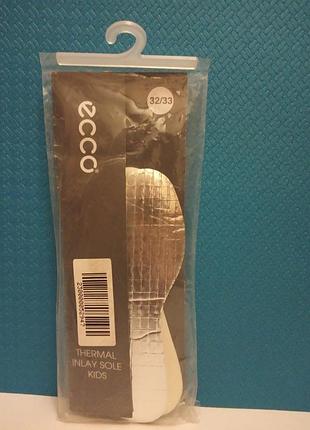 32/33
ecco
THERMAL
INLAY SOLE
KIDS